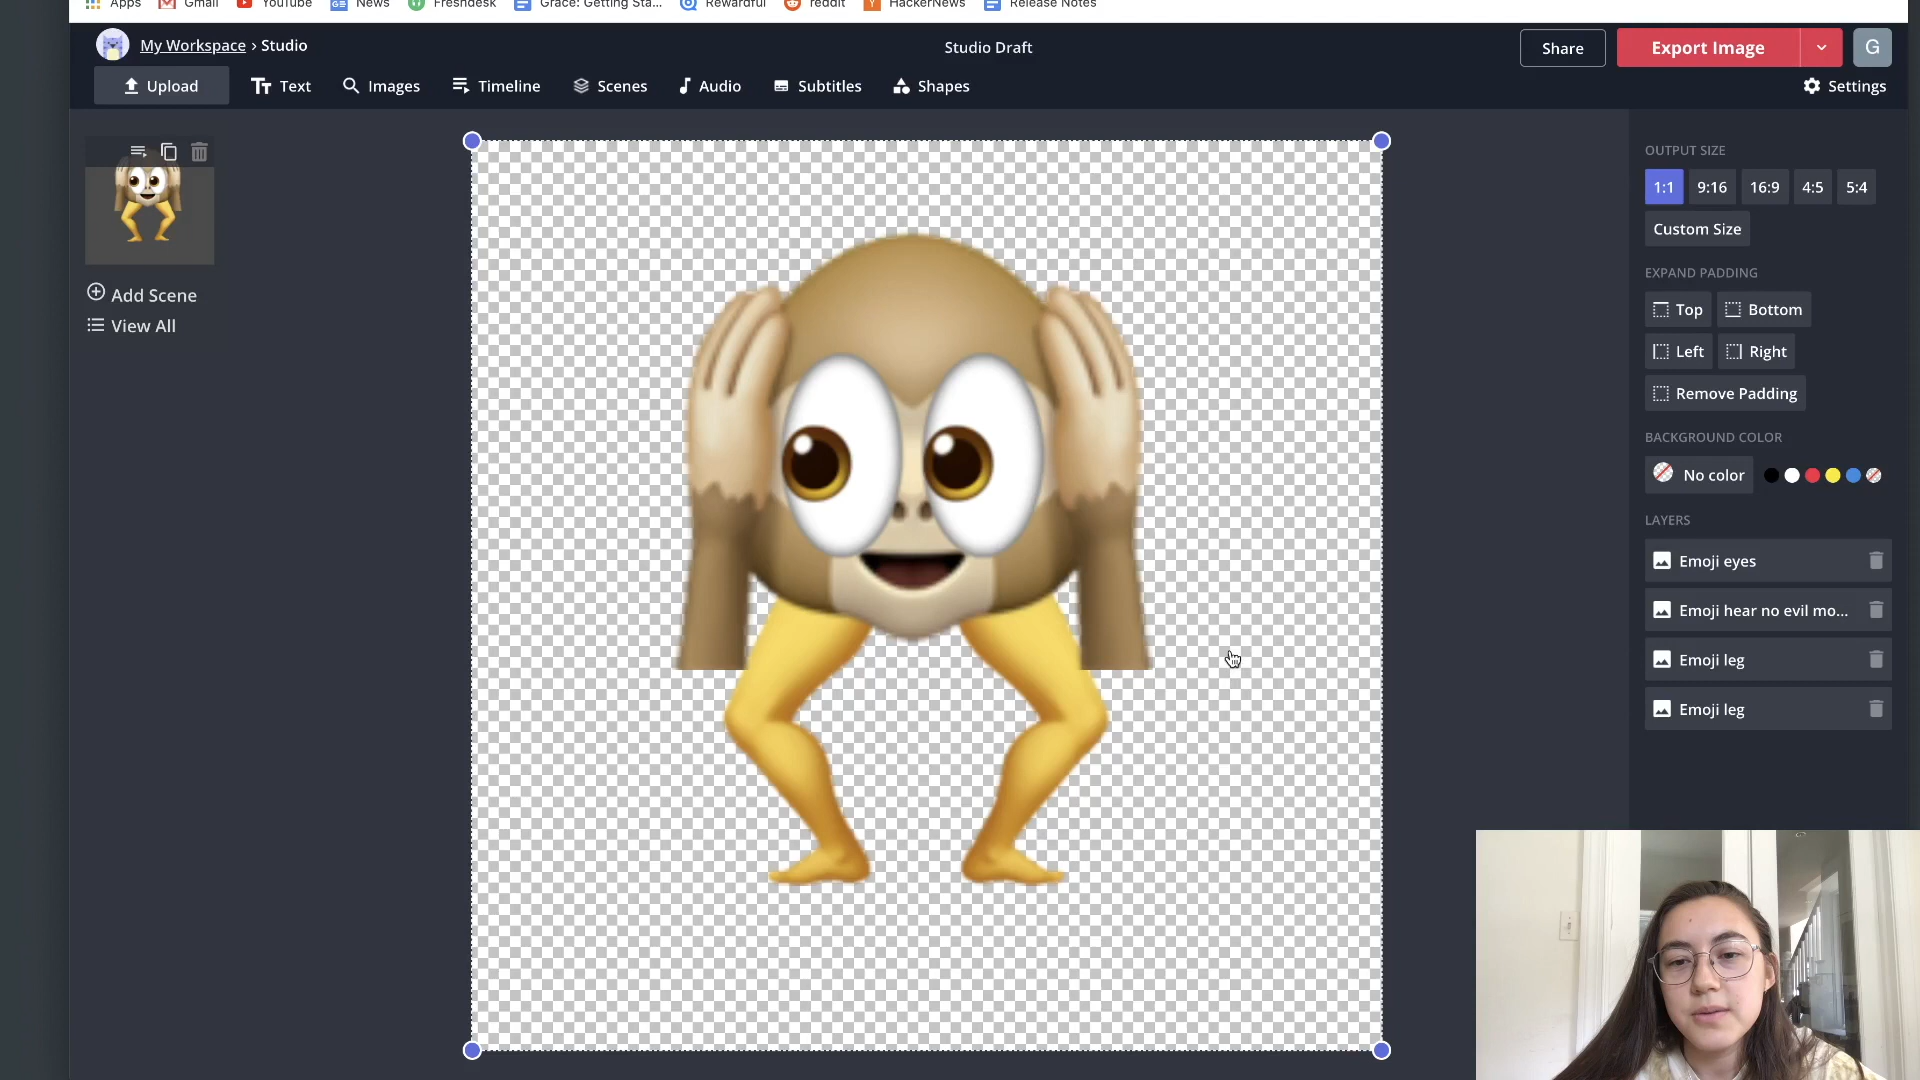 Apps Gmail YouTube News Freshdesk Grace: Getting Sta... Rewardful reddit HackerNews Release Notes
My Workspace › Studio
Studio Draft
Share
Export Image
G
Upload
Text
Images
Timeline
Scenes
Audio
Subtitles
Shapes
Settings
Add Scene
View All
OUTPUT SIZE
1:1 9:16 16:9 4:5 5:4
Custom Size
EXPAND PADDING
Top Bottom
Left Right
Remove Padding
BACKGROUND COLOR
No color
LAYERS
Emoji eyes
Emoji hear no evil mo...
Emoji leg
Emoji leg